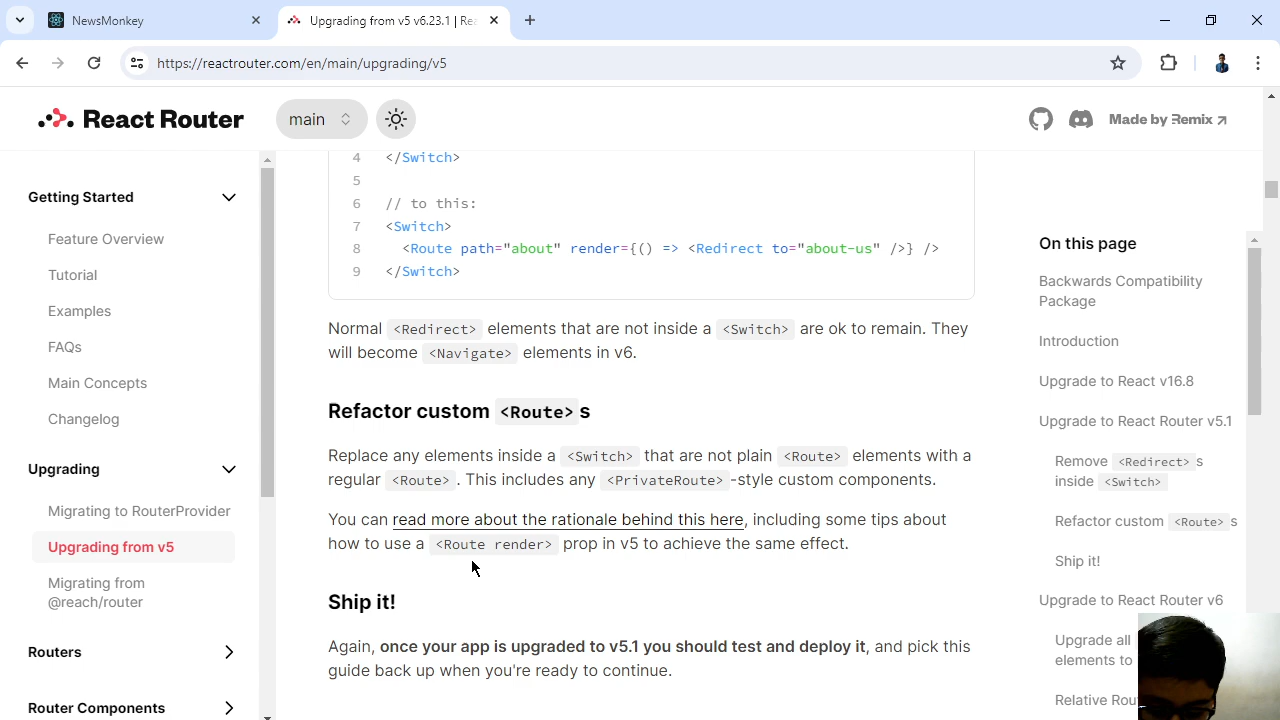 NewsMonkey
Upgrading from v5 v6.23.1 | Rea
https://reactrouter.com/en/main/upgrading/v5
React Router
main
Made by Remix ↗
Getting Started
Feature Overview
Tutorial
Examples
FAQs
Main Concepts
Changelog
Upgrading
Migrating to RouterProvider
Upgrading from v5
Migrating from
@reach/router
Routers
Router Components
4 </Switch>
5
6 // to this:
7 <Switch>
8 <Route path="about" render={() => <Redirect to="about-us" />} />
9 </Switch>
Normal <Redirect> elements that are not inside a <Switch> are ok to remain. They
will become <Navigate> elements in v6.
Refactor custom <Route>s
Replace any elements inside a <Switch> that are not plain <Route> elements with a
regular <Route>. This includes any <PrivateRoute>-style custom components.
You can read more about the rationale behind this here, including some tips about
how to use a <Route render> prop in v5 to achieve the same effect.
Ship it!
Again, once your app is upgraded to v5.1 you should test and deploy it, and pick this
guide back up when you're ready to continue.
On this page
Backwards Compatibility
Package
Introduction
Upgrade to React v16.8
Upgrade to React Router v5.1
Remove <Redirect>s
inside <Switch>
Refactor custom <Route>s
Ship it!
Upgrade to React Router v6
Upgrade all
elements to
Relative Rou